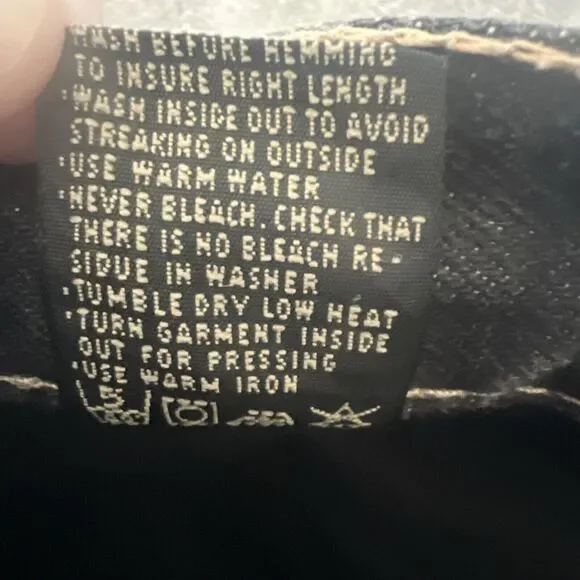 WASH BEFORE HEMMING
TO INSURE RIGHT LENGTH
·WASH INSIDE OUT TO AVOID
STREAKING ON OUTSIDE
·USE WARM WATER
·NEVER BLEACH. CHECK THAT
THERE IS NO BLEACH RE-
SIDUE IN WASHER
·TUMBLE DRY LOW HEAT
·TURN GARMENT INSIDE
OUT FOR PRESSING
·USE WARM IRON